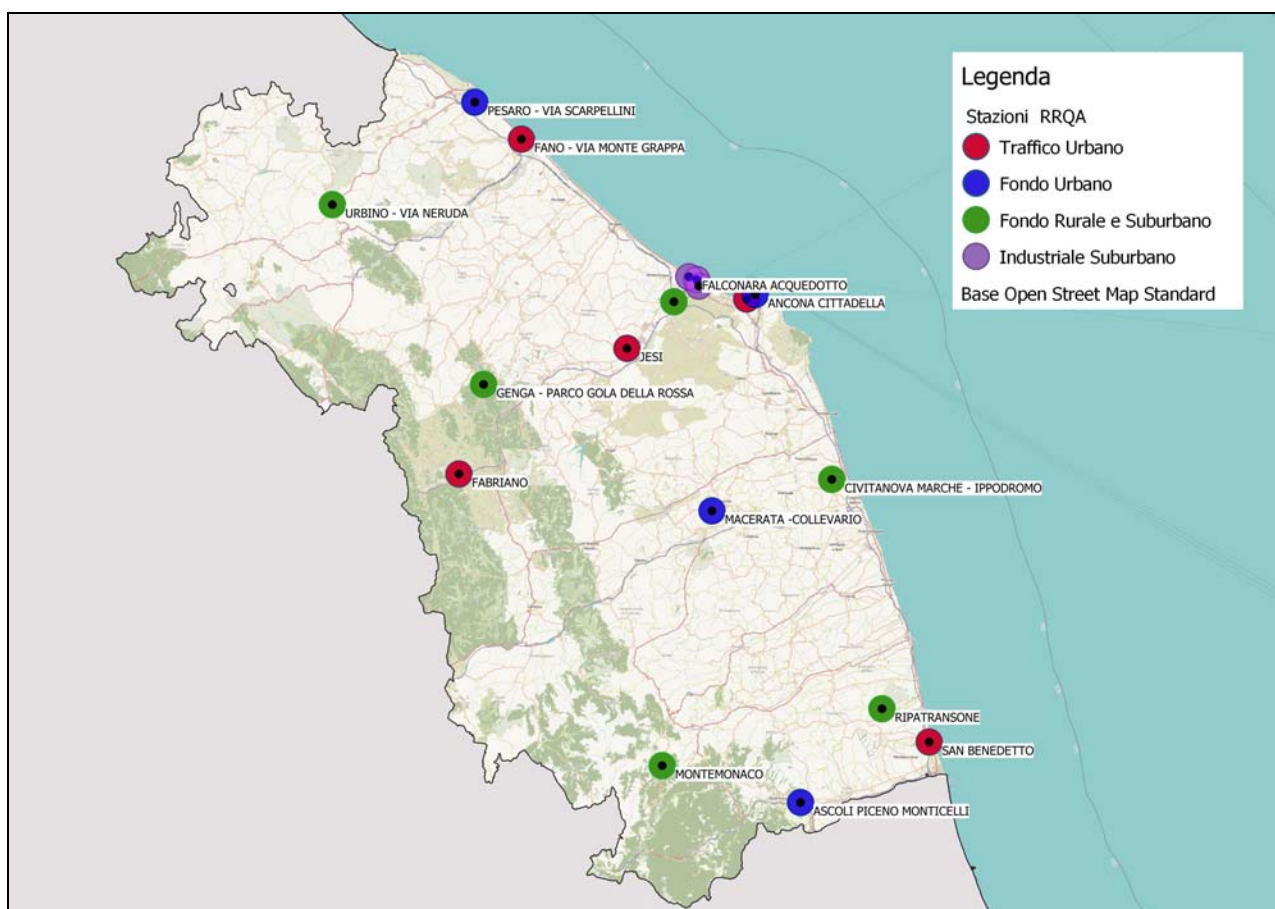 Legenda
Stazioni RRQA
Traffico Urbano
Fondo Urbano
Fondo Rurale e Suburbano
Industriale Suburbano
Base Open Street Map Standard
PESARO - VIA SCARPELLINI
FANO - VIA MONTE GRAPPA
URBINO - VIA NERUDA
FALCONARA ACQUEDOTTO
ANCONA CITTADELLA
JESI
GENGA - PARCO GOLA DELLA ROSSA
FABRIANO
CIVITANOVA MARCHE - IPPODROMO
MACERATA -COLLEVARIO
RIPATRANSONE
SAN BENEDETTO
MONTEMONACO
ASCOLI PICENO MONTICELLI